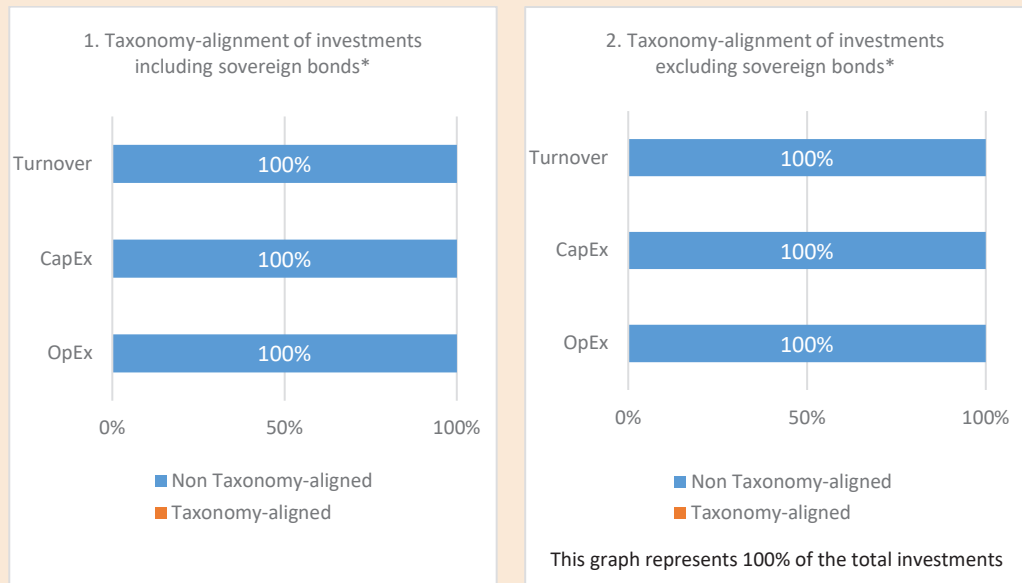 1. Taxonomy-alignment of investments
including sovereign bonds*
Turnover
100%
CapEx
100%
OpEx
100%
0%
50%
100%
Non Taxonomy-aligned
Taxonomy-aligned
2. Taxonomy-alignment of investments
excluding sovereign bonds*
Turnover
100%
CapEx
100%
OpEx
100%
0%
50%
100%
Non Taxonomy-aligned
Taxonomy-aligned
This graph represents 100% of the total investments